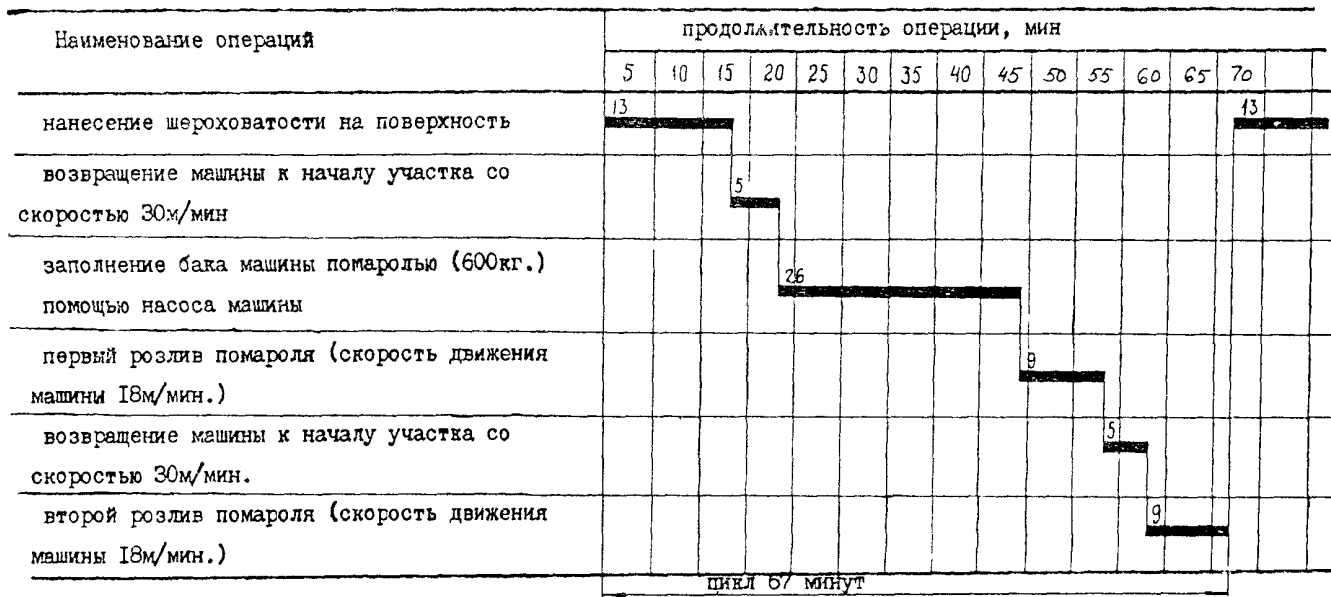 Наименование операций
продолжительность операции, мин
5 10 15 20 25 30 35 40 45 50 55 60 65 70
нанесение шероховатости на поверхность
13
13
возвращение машины к началу участка со
скоростью 30м/мин
5
заполнение бака машины помаролью (600кг.)
помощью насоса машины
26
первый розлив помароля (скорость движения
машины I8м/мин.)
9
возвращение машины к началу участка со
скоростью 30м/мин.
5
второй розлив помароля (скорость движения
машины I8м/мин.)
9
цикл 67 минут